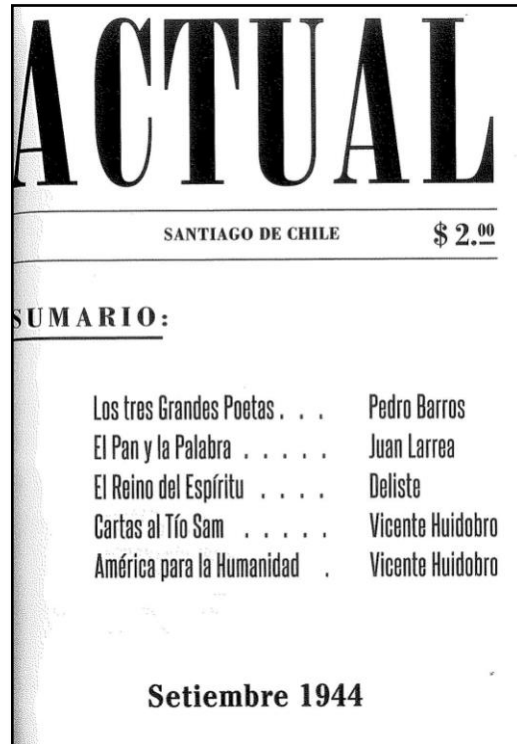 ACTUAL
SANTIAGO DE CHILE $ 2.00
SUMARIO:
Los tres Grandes Poetas . . . Pedro Barros
El Pan y la Palabra . . . . . Juan Larrea
El Reino del Espíritu . . . . Deliste
Cartas al Tío Sam . . . . . Vicente Huidobro
América para la Humanidad . Vicente Huidobro
Setiembre 1944